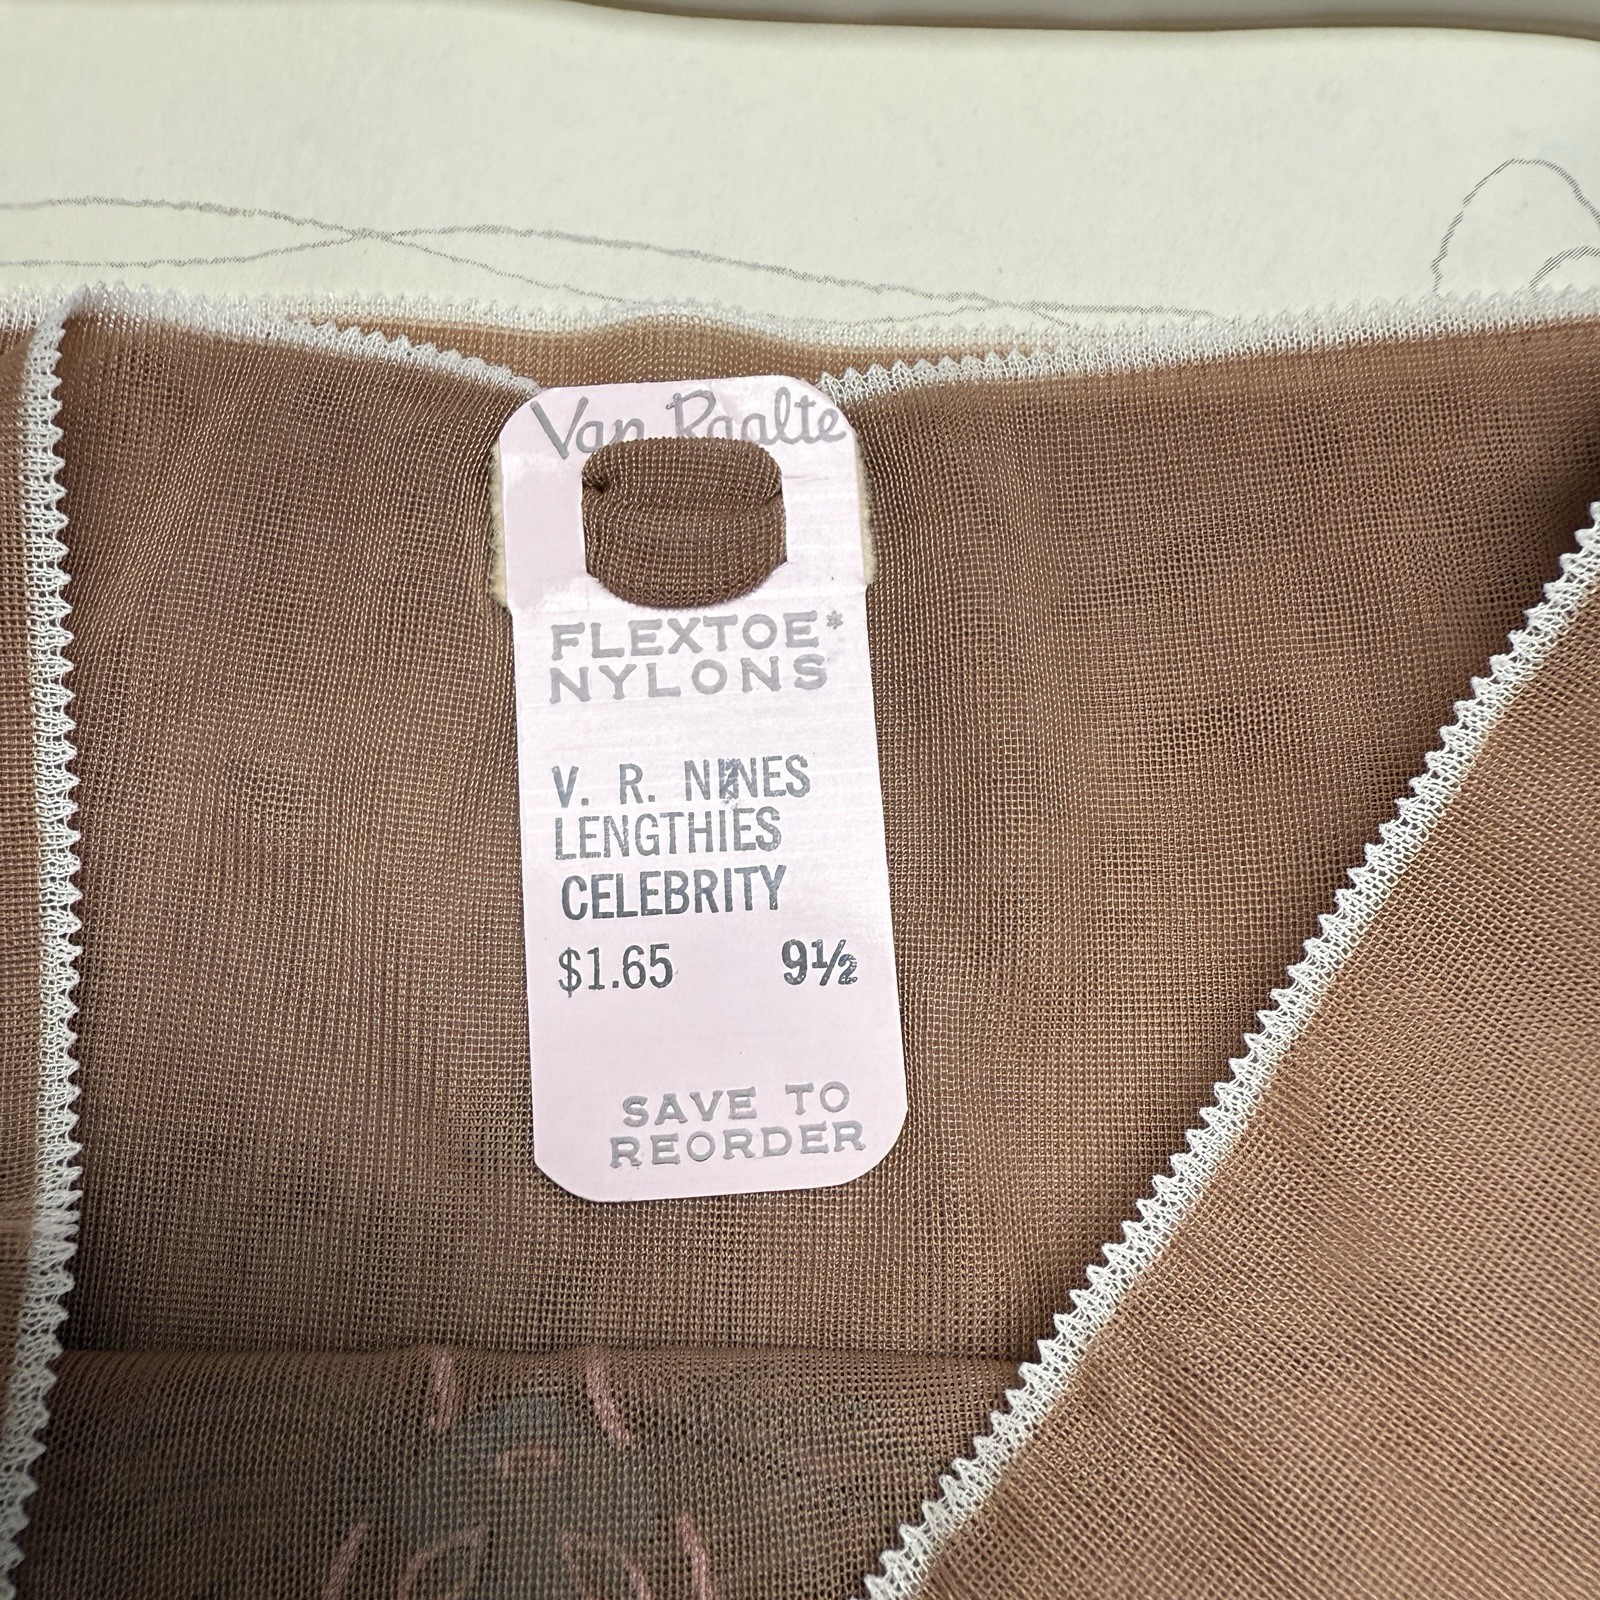 Van Raalte
FLEXTOE*
NYLONS
V. R. NINES
LENGTHIES
CELEBRITY
$1.65 9½
SAVE TO
REORDER